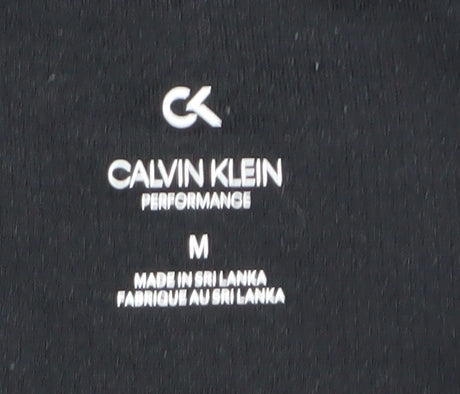 CK
CALVIN KLEIN
PERFORMANCE
M
MADE IN SRI LANKA
FABRIQUE AU SRI LANKA